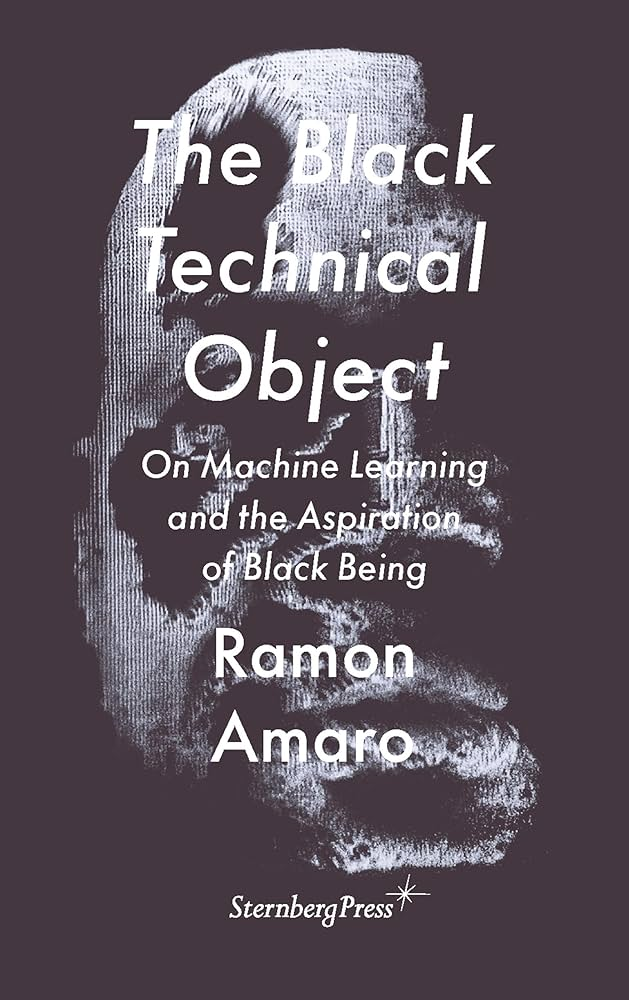 The Black
Technical
Object
On Machine Learning
and the Aspiration
of Black Being
Ramon
Amaro
SternbergPress